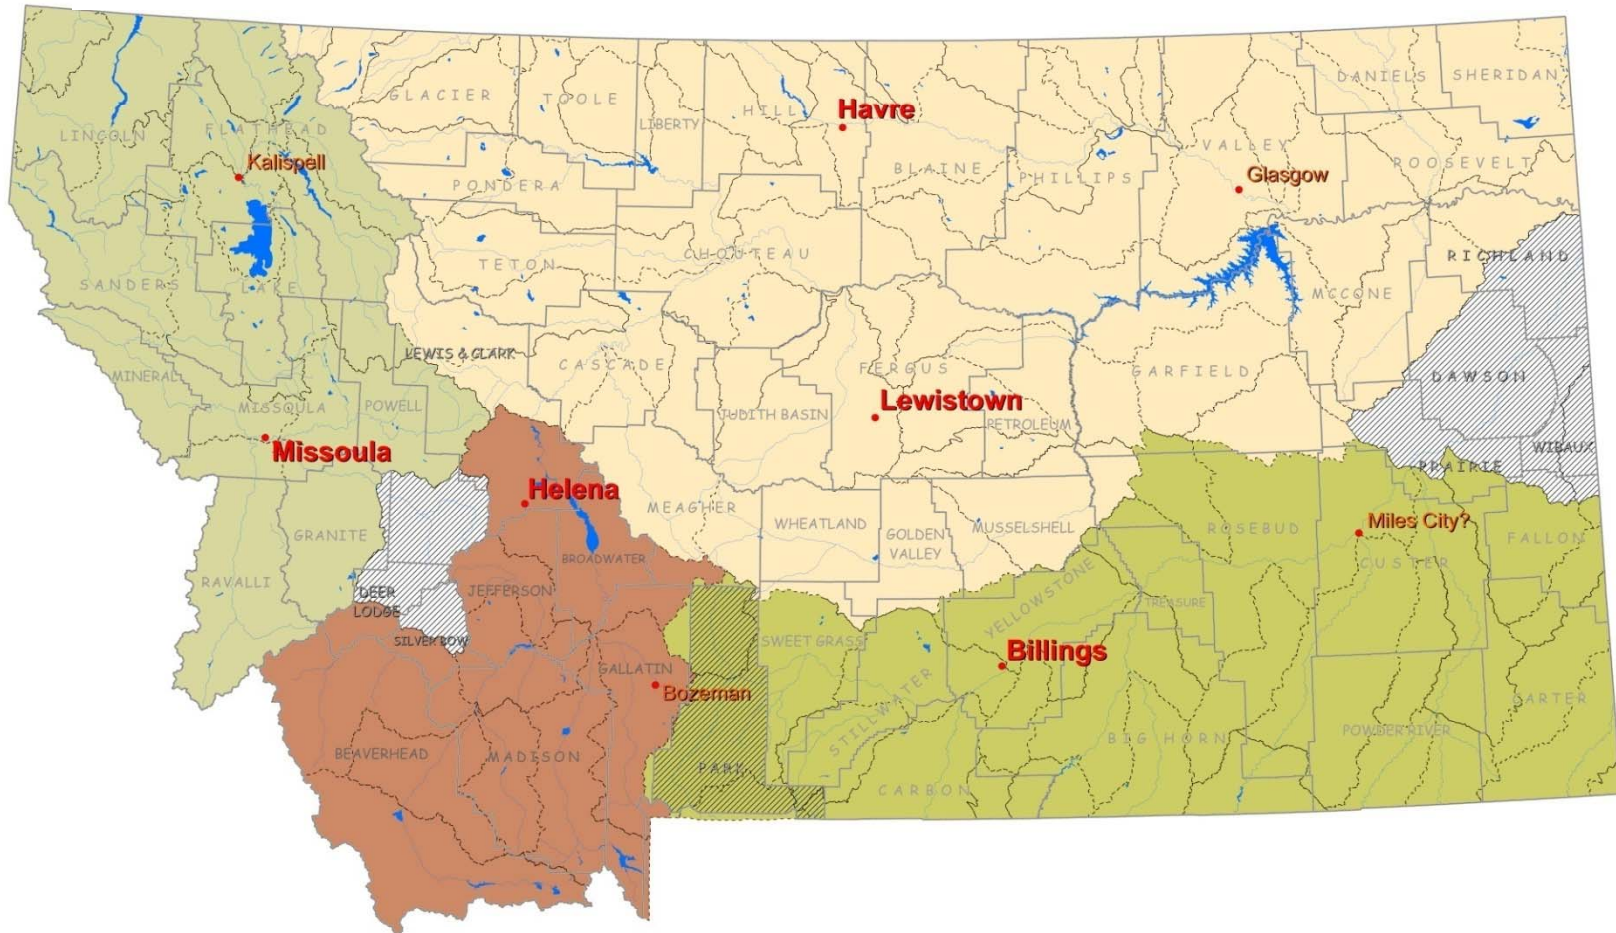 DANIELS
SHERIDAN
GLACIER
TOOLE
HILL
Havre
LIBERTY
LINCOLN
FLATHEAD
VALLEY
ROOSEVELT
Kalispell
BLAINE
PHILLIPS
Glasgow
PONDERA
CHOUTEAU
RICHLAND
TETON
SANDERS
LAKE
MCCONE
LEWIS & CLARK
CASCADE
FERGUS
GARFIELD
DAWSON
MINERAL
Lewistown
MISSOULA
POWELL
JUDITH BASIN
PETROLEUM
Missoula
WIBAUX
PRAIRIE
Helena
MEAGHER
WHEATLAND
GOLDEN
VALLEY
MUSSELSHELL
ROSEBUD
Miles City?
GRANITE
FALLON
BROADWATER
CUSTER
RAVALLI
DEER
LODGE
JEFFERSON
YELLOWSTONE
TREASURE
SILVER BOW
SWEET GRASS
Billings
GALLATIN
Bozeman
STILLWATER
CARTER
BEAVERHEAD
MADISON
PARK
BIG HORN
POWDER RIVER
CARBON